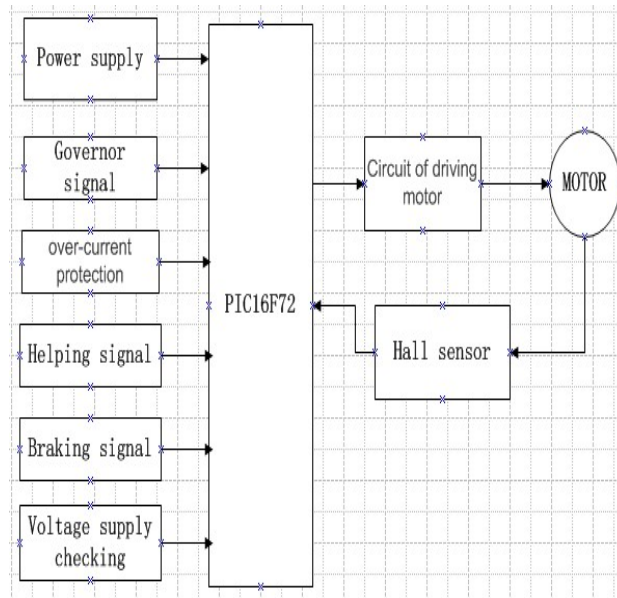 Power supply
Governor
signal
over-current
protection
Helping signal
Braking signal
Voltage supply
checking
PIC16F72
Circuit of driving
motor
MOTOR
Hall sensor